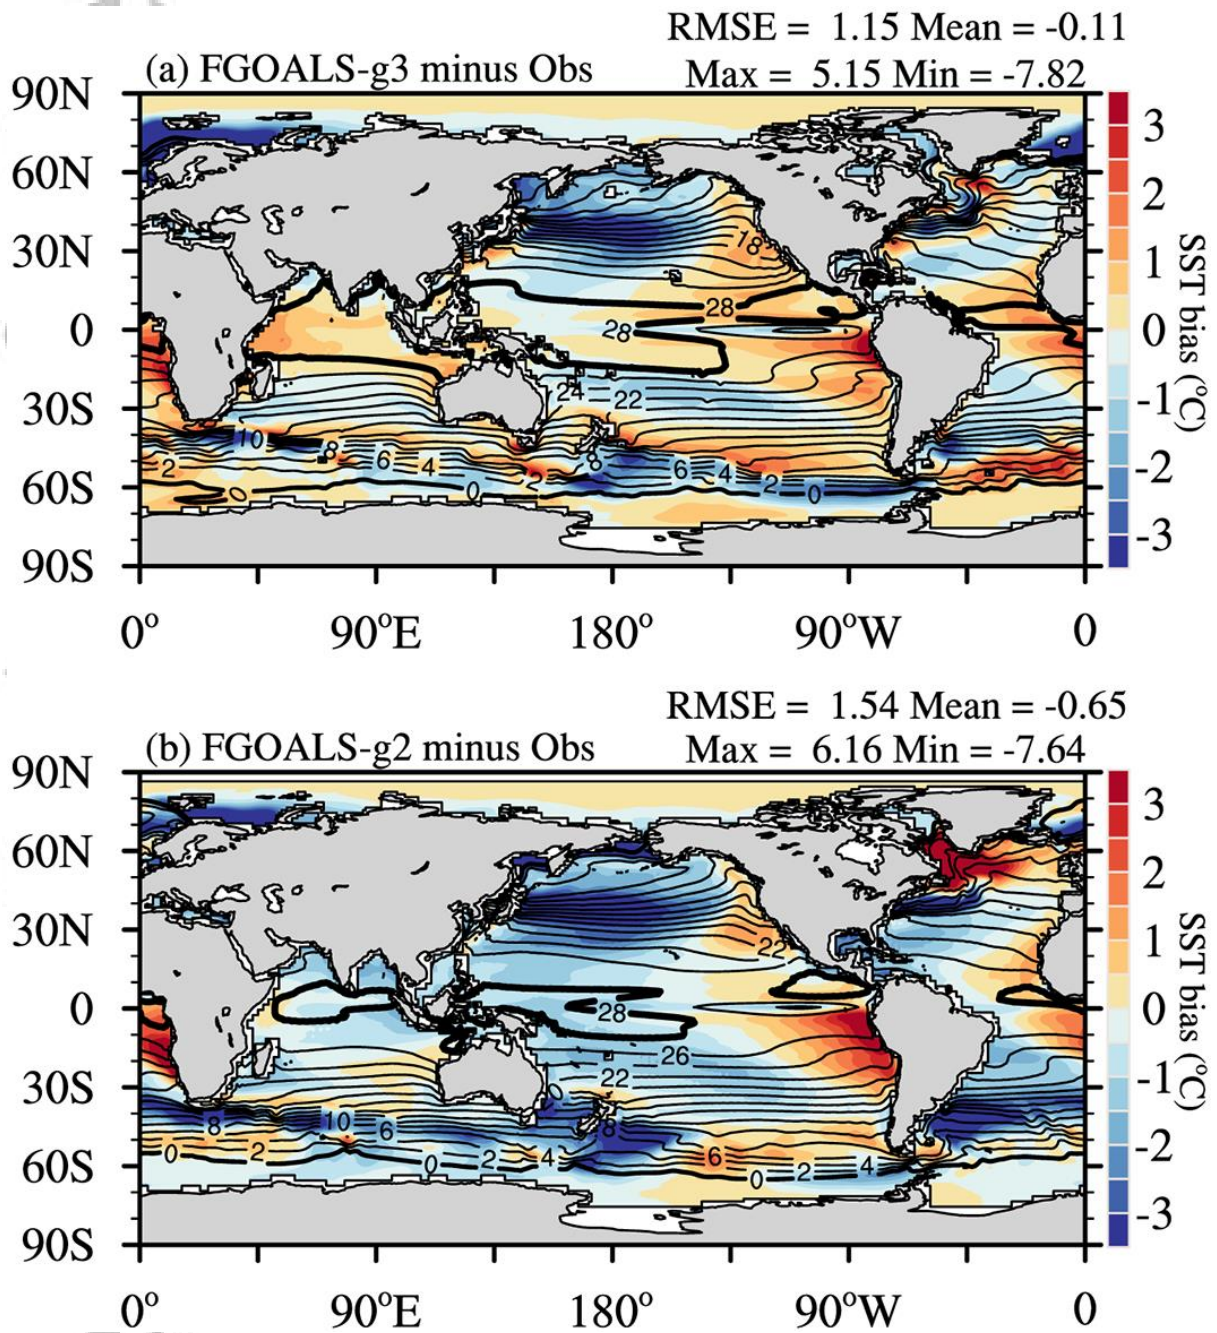 RMSE = 1.15 Mean = -0.11
(a) FGOALS-g3 minus Obs
Max = 5.15 Min = -7.82
90N
60N
30N
0
30S
60S
90S
18
28
28
24 22
10 8 6 4 2 0
2 0
8 6 4 2 0
3
2
1
0
-1
-2
-3
SST bias (°C)
0° 90°E 180° 90°W 0
RMSE = 1.54 Mean = -0.65
(b) FGOALS-g2 minus Obs
Max = 6.16 Min = -7.64
90N
60N
30N
0
30S
60S
90S
22
28
26
22
8 10 6
8
0 2 0 2 4
6 0 2 4
3
2
1
0
-1
-2
-3
SST bias (°C)
0° 90°E 180° 90°W 0